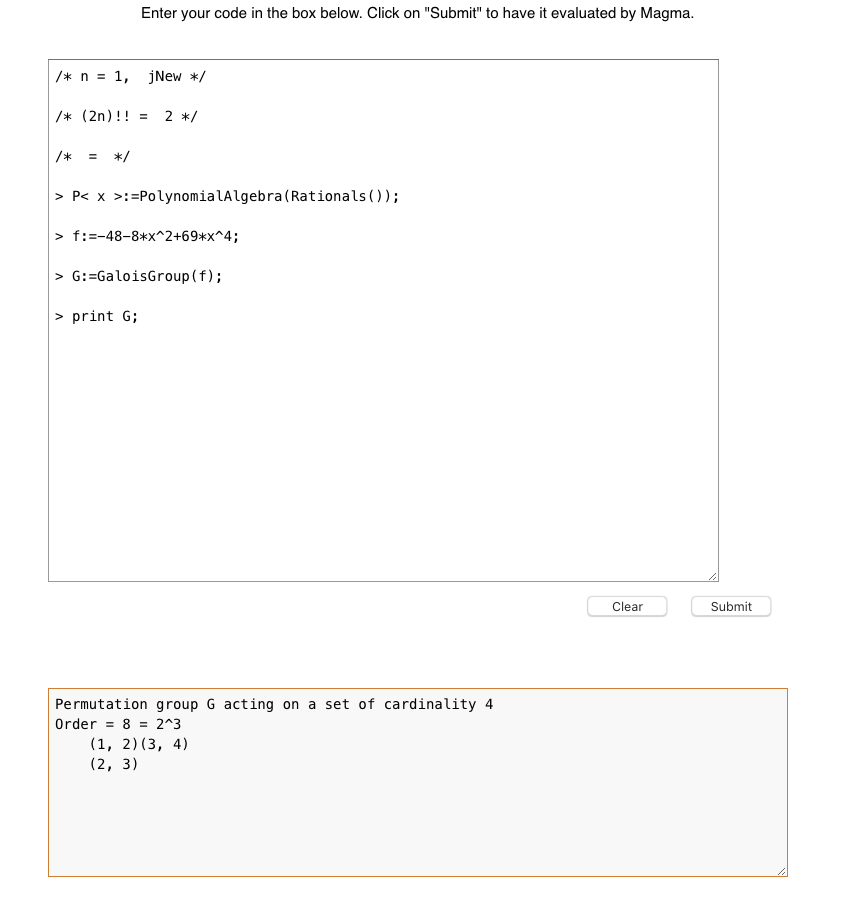 Enter your code in the box below. Click on "Submit" to have it evaluated by Magma.
/* n = 1,  jNew */
/* (2n)!! =  2 */
/*  =  */
> P< x >:=PolynomialAlgebra(Rationals());
> f:=-48-8*x^2+69*x^4;
> G:=GaloisGroup(f);
> print G;
Clear
Submit
Permutation group G acting on a set of cardinality 4
Order = 8 = 2^3
    (1, 2)(3, 4)
    (2, 3)